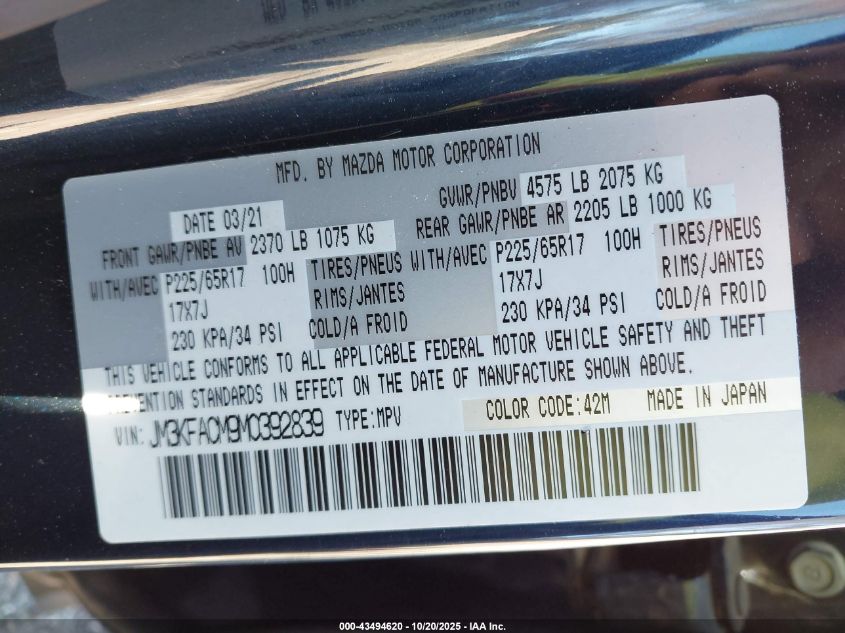 MFD. BY MAZDA MOTOR CORPORATION
DATE 03/21 GVWR/PNBV 4575 LB 2075 KG
FRONT GAWR/PNBE AV 2370 LB 1075 KG REAR GAWR/PNBE AR 2205 LB 1000 KG
WITH/AVEC P225/65R17 100H TIRES/PNEUS WITH/AVEC P225/65R17 100H TIRES/PNEUS
17X7J RIMS/JANTES 17X7J RIMS/JANTES
230 KPA/34 PSI COLD/A FROID 230 KPA/34 PSI COLD/A FROID
THIS VEHICLE CONFORMS TO ALL APPLICABLE FEDERAL MOTOR VEHICLE SAFETY AND THEFT
PREVENTION STANDARDS IN EFFECT ON THE DATE OF MANUFACTURE SHOWN ABOVE.
COLOR CODE:42M MADE IN JAPAN
VIN: JM3KFACM9M0392839 TYPE:MPV
000-43494620 - 10/20/2025 - IAA Inc.